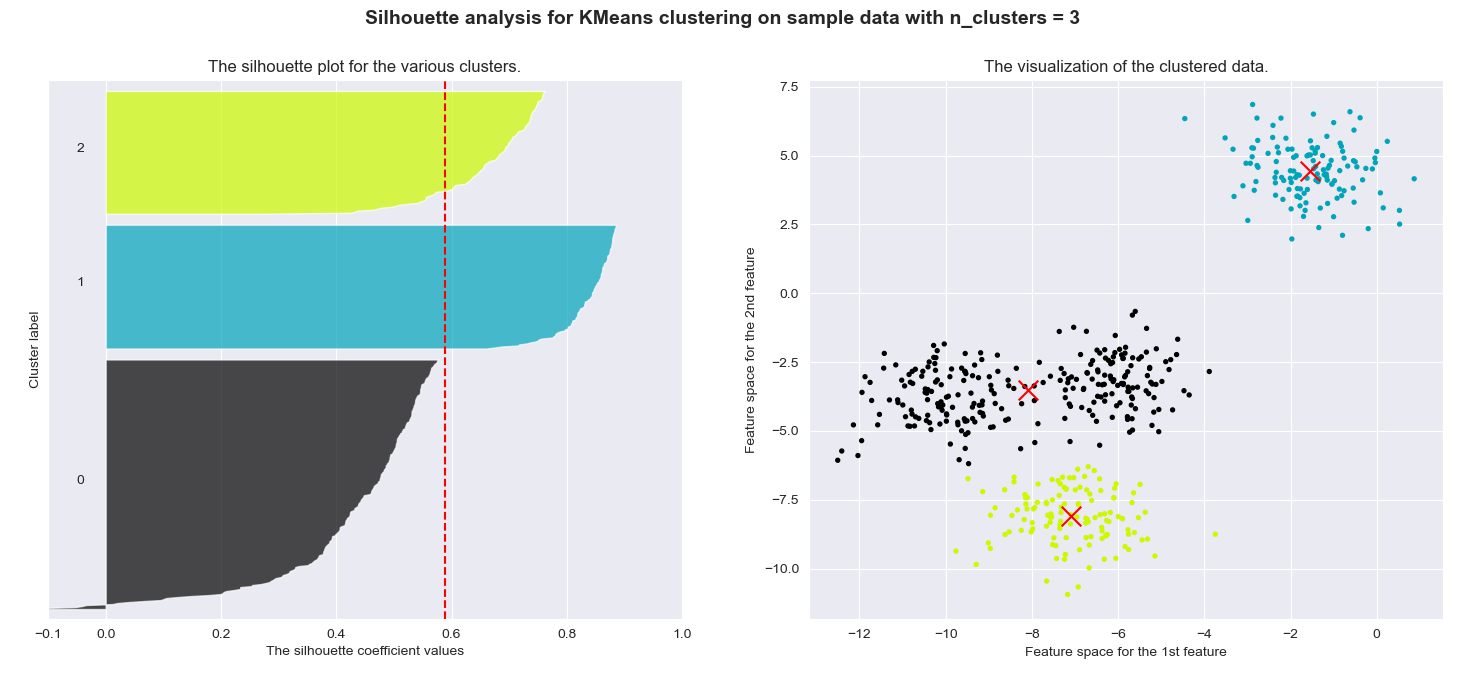 Silhouette analysis for KMeans clustering on sample data with n_clusters = 3
The silhouette plot for the various clusters.
Cluster label
2
1
0
−0.1 0.0 0.2 0.4 0.6 0.8 1.0
The silhouette coefficient values
The visualization of the clustered data.
Feature space for the 2nd feature
7.5
5.0
2.5
0.0
−2.5
−5.0
−7.5
−10.0
−12 −10 −8 −6 −4 −2 0
Feature space for the 1st feature